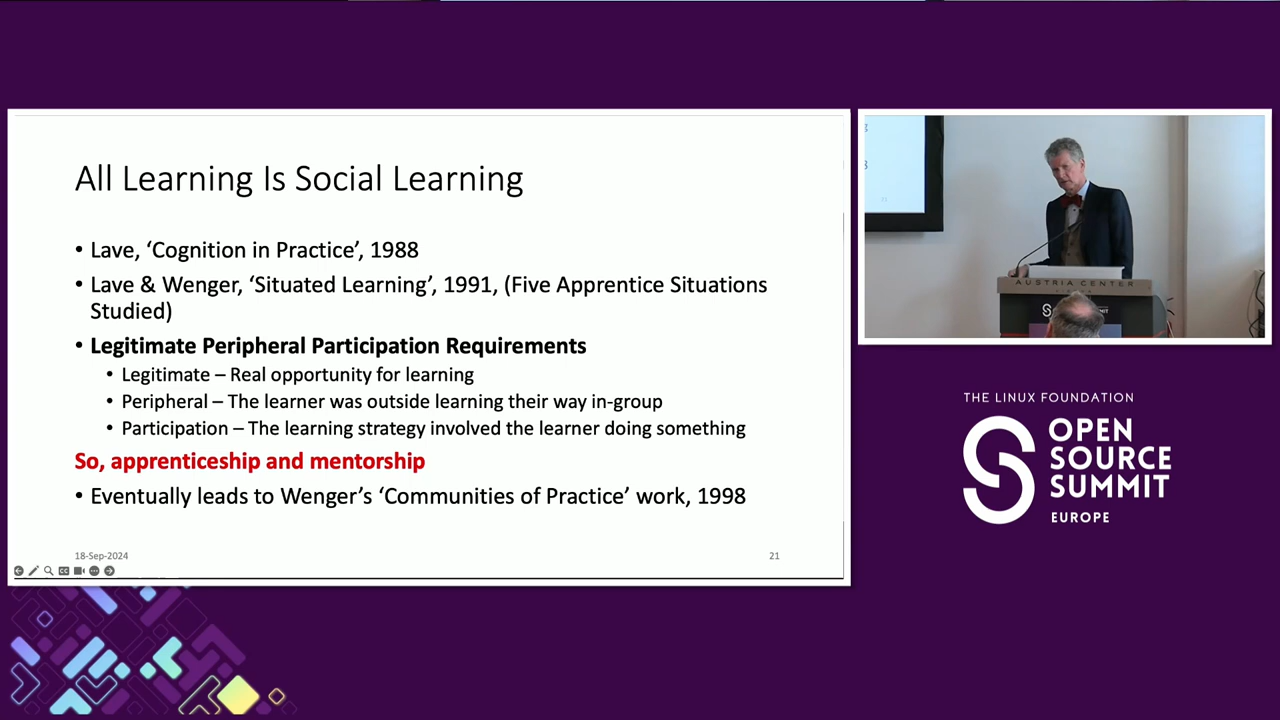 All Learning Is Social Learning
• Lave, ‘Cognition in Practice’, 1988
• Lave & Wenger, ‘Situated Learning’, 1991, (Five Apprentice Situations
Studied)
• Legitimate Peripheral Participation Requirements
• Legitimate – Real opportunity for learning
• Peripheral – The learner was outside learning their way in-group
• Participation – The learning strategy involved the learner doing something
So, apprenticeship and mentorship
• Eventually leads to Wenger’s ‘Communities of Practice’ work, 1998
18-Sep-2024
21
AUSTRIA CENTER
THE LINUX FOUNDATION
OPEN
SOURCE
SUMMIT
EUROPE